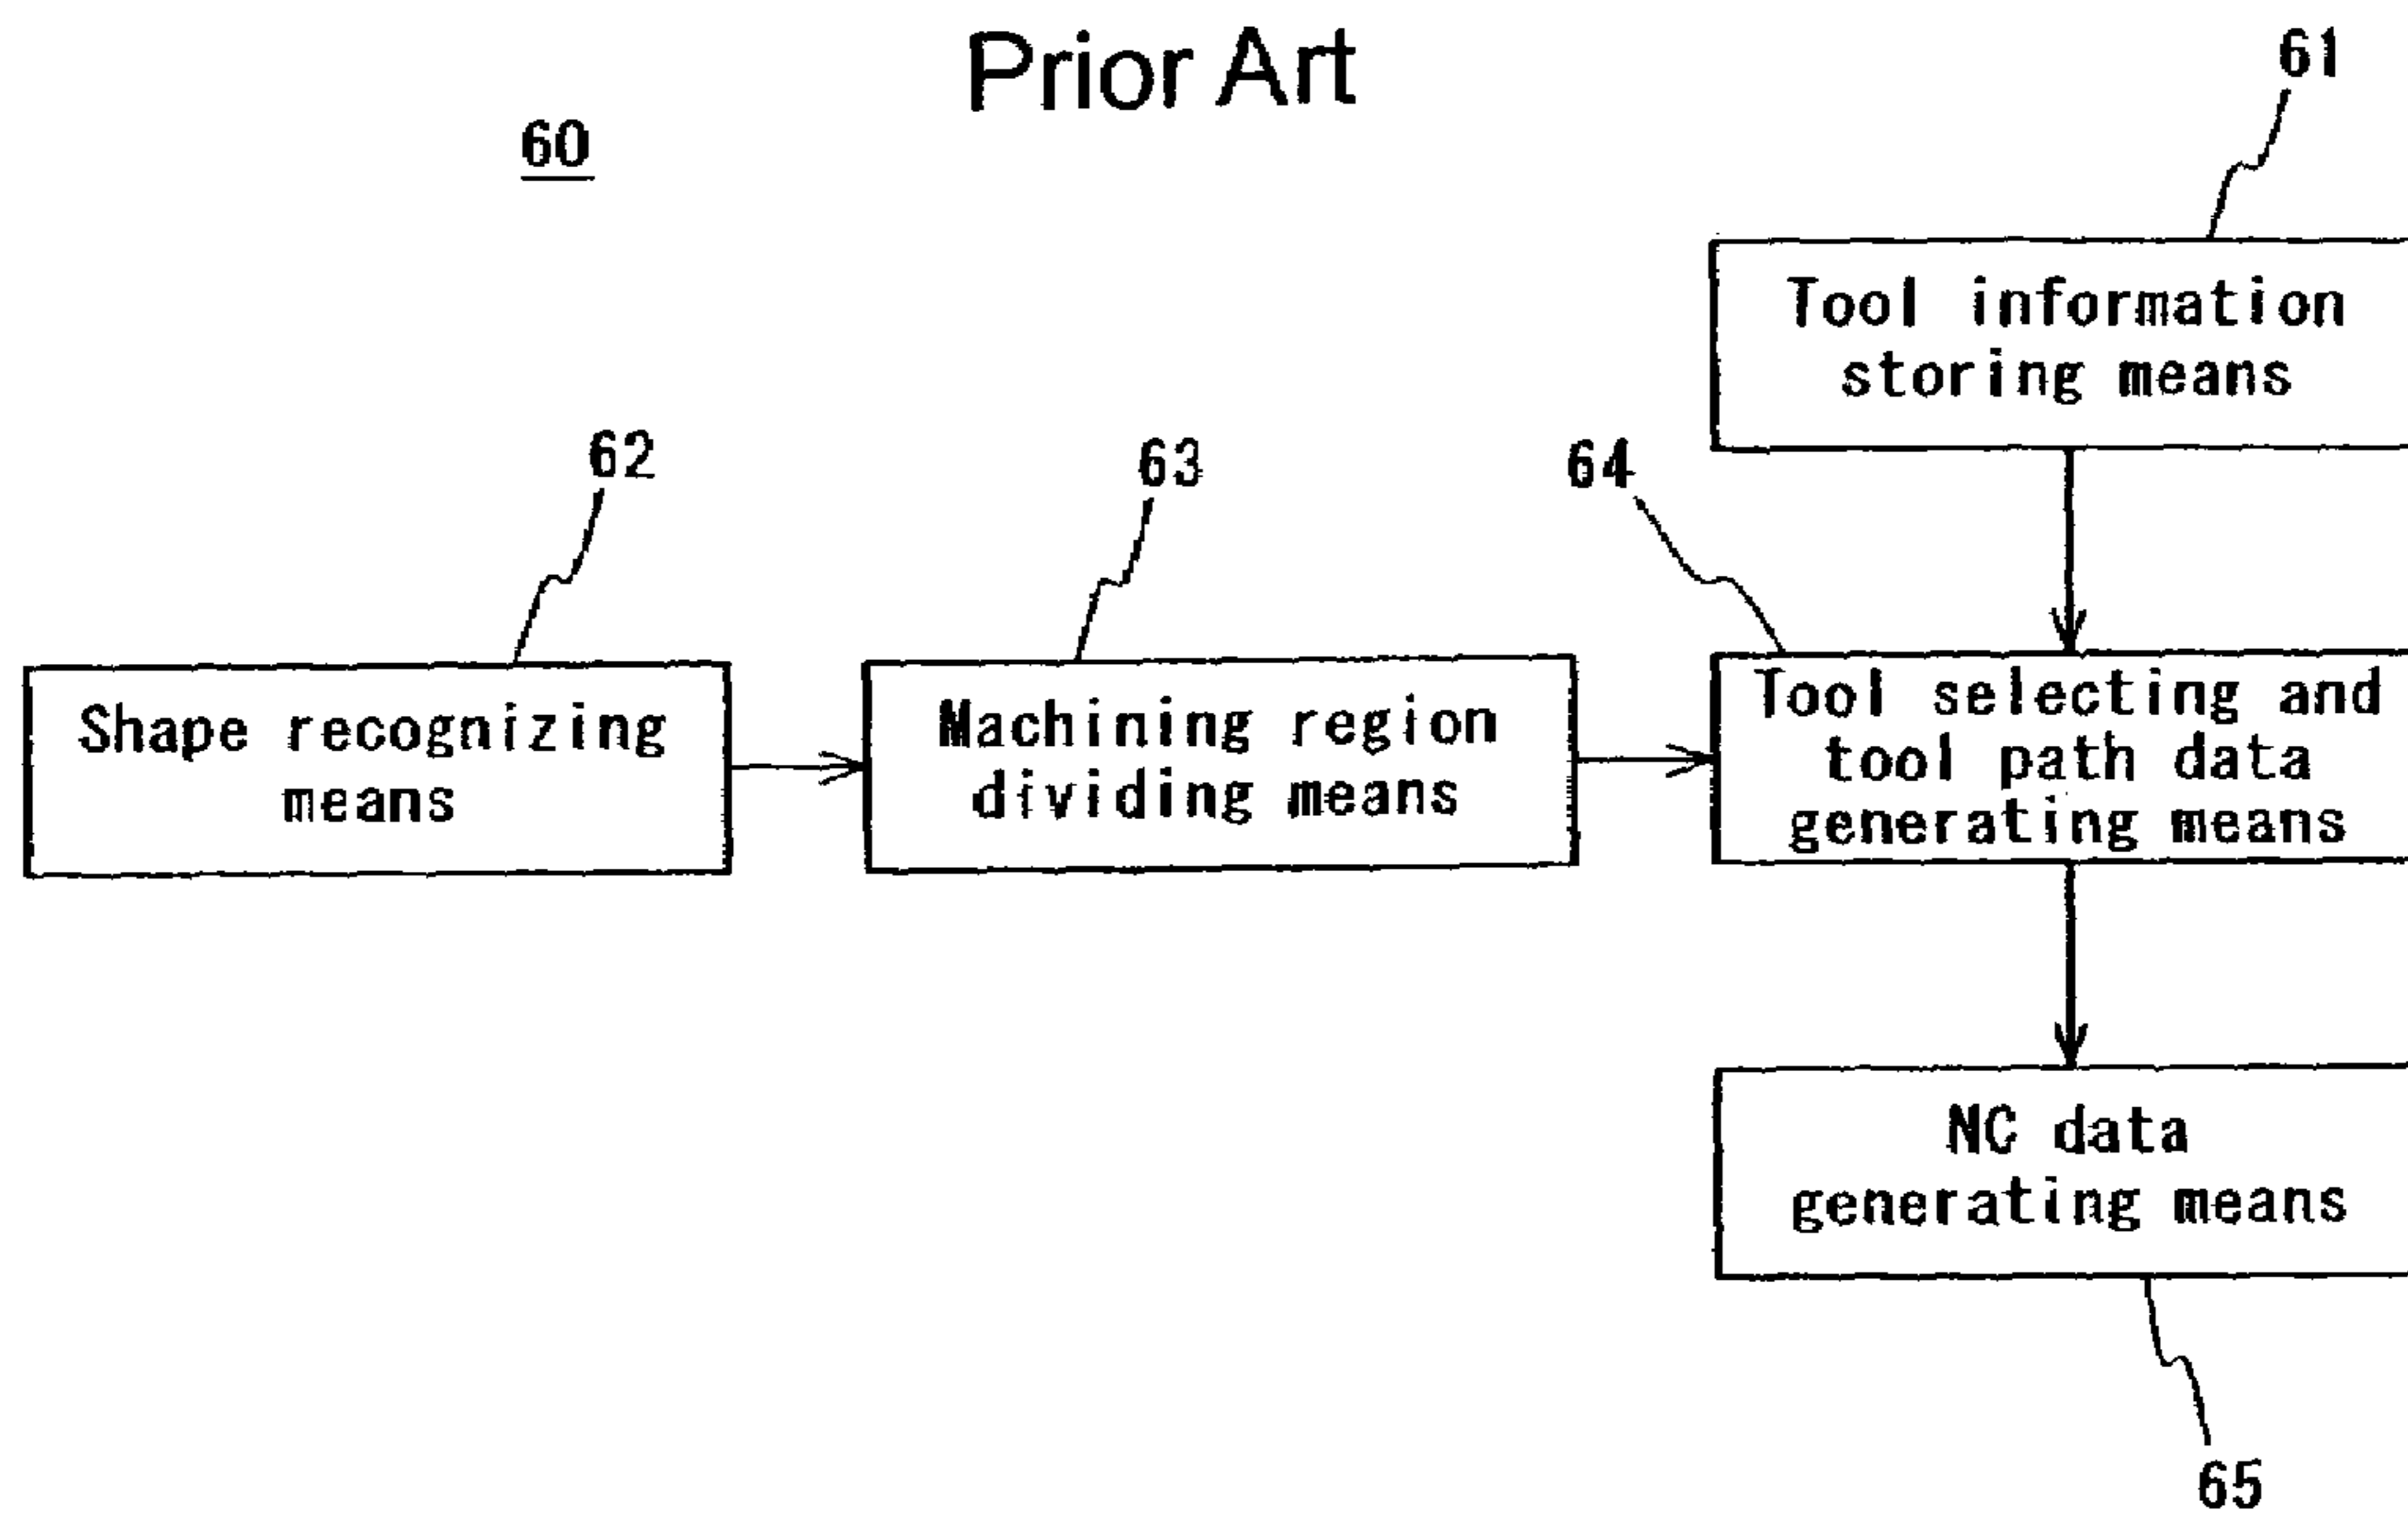 Prior Art
60
61
Tool information
storing means
62
63
64
Shape recognizing
means
Machining region
dividing means
Tool selecting and
tool path data
generating means
NC data
generating means
65